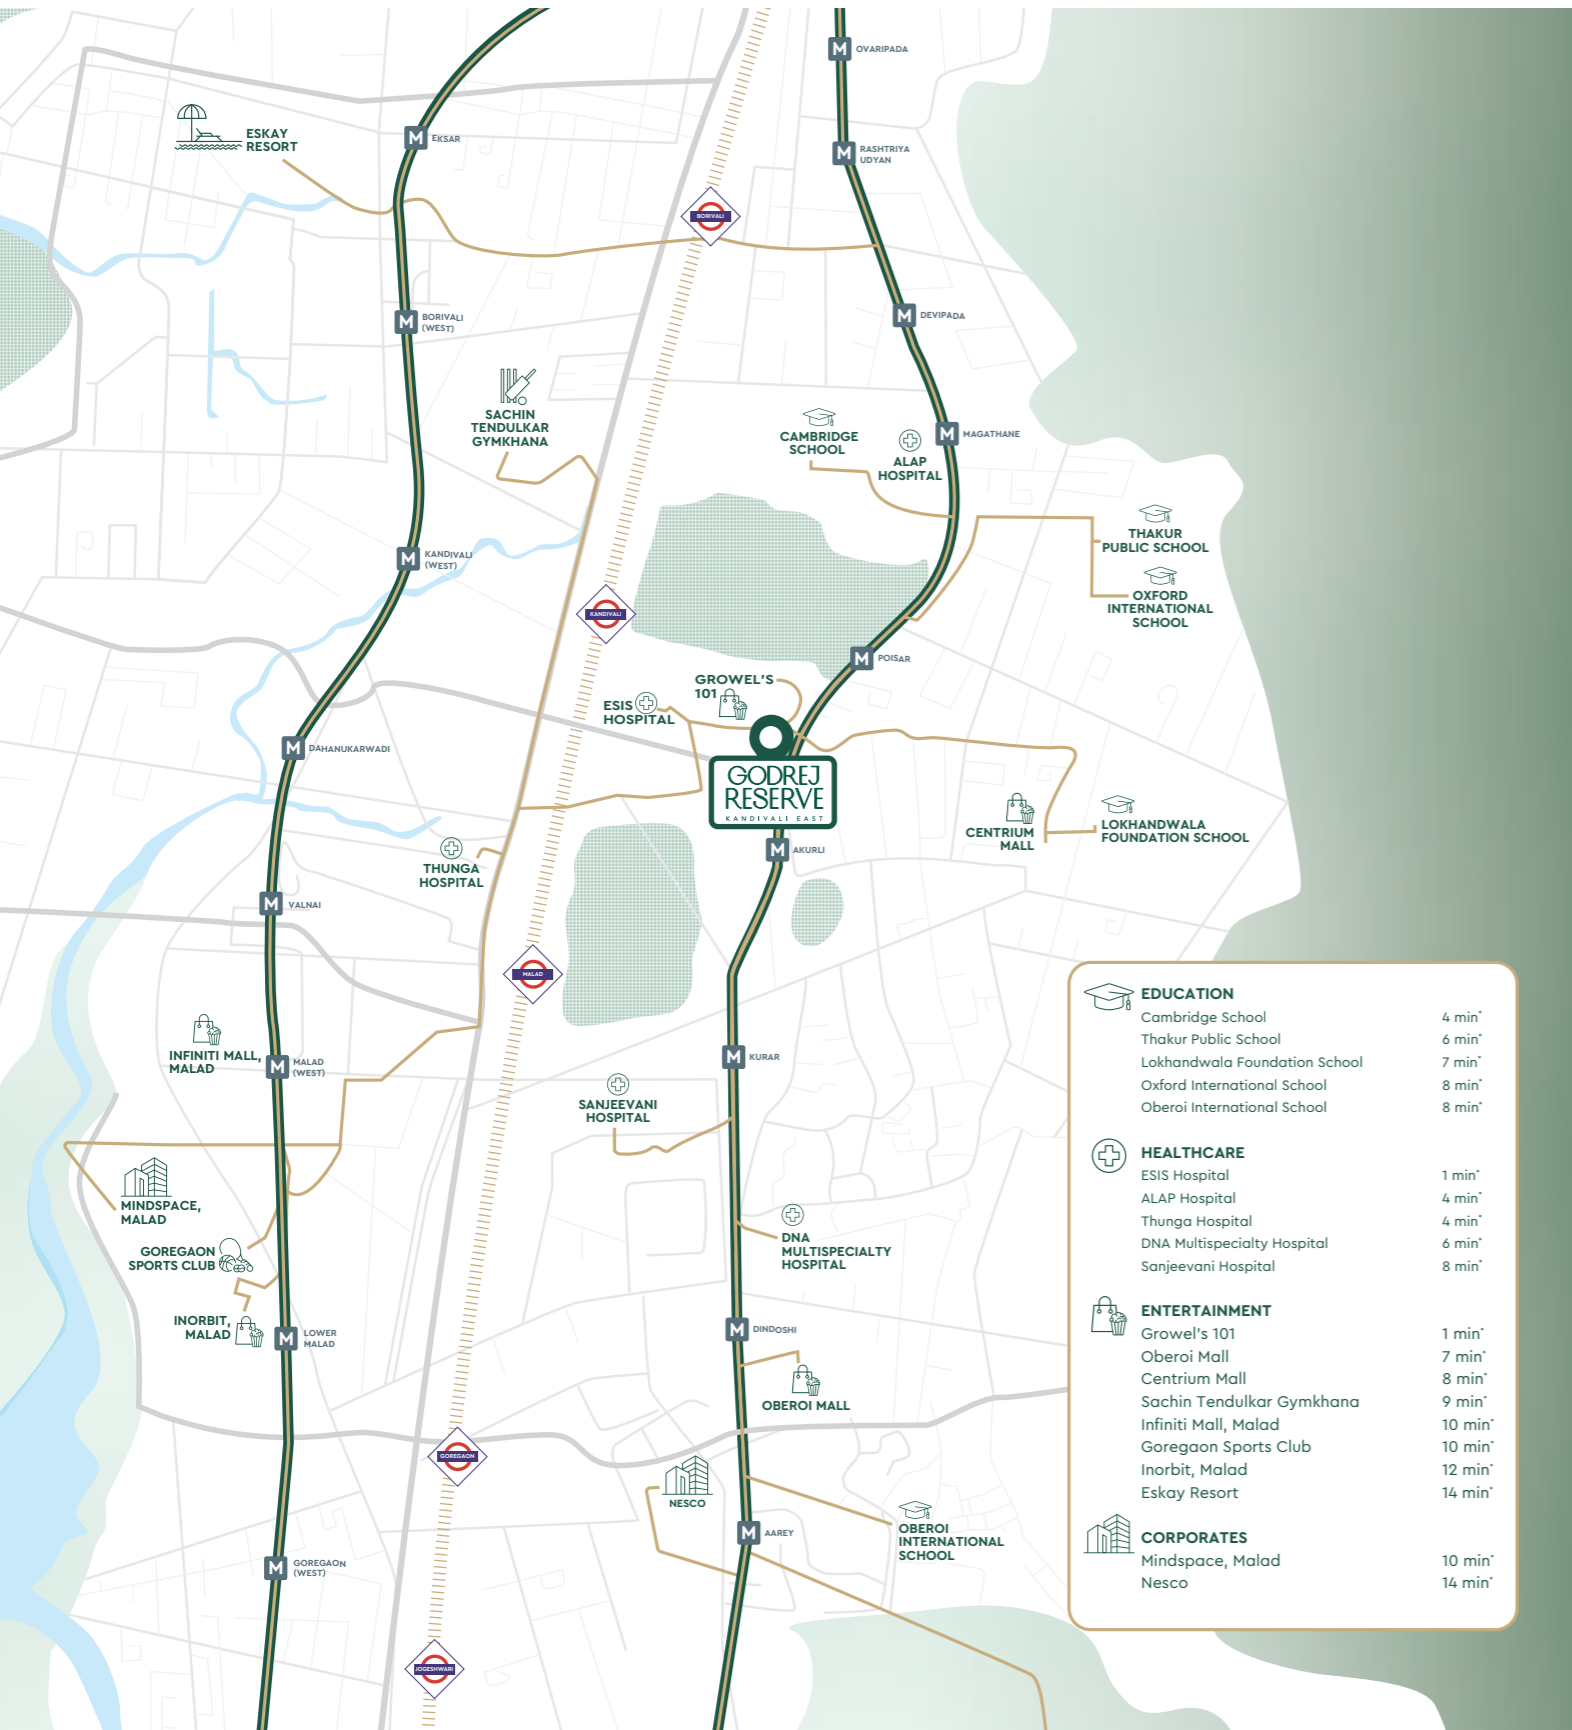 M OVARIPADA
ESKAY
RESORT
M EKSAR
M RASHTRIYA
UDYAN
BORIVALI
M BORIVALI
(WEST)
M DEVIPADA
SACHIN
TENDULKAR
GYMKHANA
CAMBRIDGE
SCHOOL
ALAP
HOSPITAL
M MAGATHANE
THAKUR
PUBLIC SCHOOL
M KANDIVALI
(WEST)
OXFORD
INTERNATIONAL
SCHOOL
KANDIVALI
M POISAR
GROWEL'S
101
ESIS
HOSPITAL
M DAHANUKARWADI
GODREJ
RESERVE
KANDIVALI EAST
CENTRIUM
MALL
LOKHANDWALA
FOUNDATION SCHOOL
M AKURLI
THUNGA
HOSPITAL
M VALNAI
MALAD
INFINITI MALL,
MALAD
M MALAD
(WEST)
M KURAR
SANJEEVANI
HOSPITAL
MINDSPACE,
MALAD
GOREGAON
SPORTS CLUB
DNA
MULTISPECIALTY
HOSPITAL
INORBIT,
MALAD
M LOWER
MALAD
M DINDOSHI
OBEROI MALL
GOREGAON
NESCO
M AAREY
OBEROI
INTERNATIONAL
SCHOOL
M GOREGAON
(WEST)
JOGESHWARI
EDUCATION
Cambridge School 4 min*
Thakur Public School 6 min*
Lokhandwala Foundation School 7 min*
Oxford International School 8 min*
Oberoi International School 8 min*
HEALTHCARE
ESIS Hospital 1 min*
ALAP Hospital 4 min*
Thunga Hospital 4 min*
DNA Multispecialty Hospital 6 min*
Sanjeevani Hospital 8 min*
ENTERTAINMENT
Growel's 101 1 min*
Oberoi Mall 7 min*
Centrium Mall 8 min*
Sachin Tendulkar Gymkhana 9 min*
Infiniti Mall, Malad 10 min*
Goregaon Sports Club 10 min*
Inorbit, Malad 12 min*
Eskay Resort 14 min*
CORPORATES
Mindspace, Malad 10 min*
Nesco 14 min*